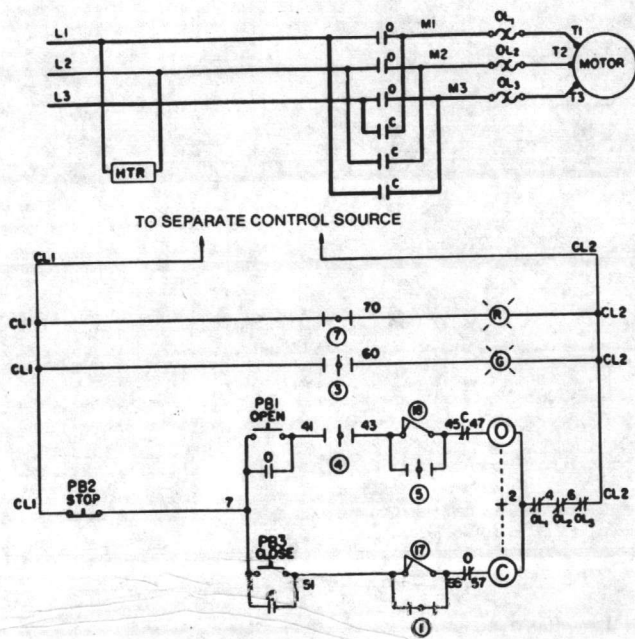 L1 O M1 OL1 T1
L2 O M2 OL2 T2 MOTOR
L3 O M3 OL3 T3
C
HTR
C
C
TO SEPARATE CONTROL SOURCE
CL1 CL2
CL1 70 R CL2
7
CL1 60 G CL2
3
PB1
OPEN 41 43 18 45 C 47 O
O 4
5
PB2
STOP
CL1 7 2 4 6 CL2
OL1 OL2 OL3
PB3
CLOSE 17 O
51 55 57 C
C
1